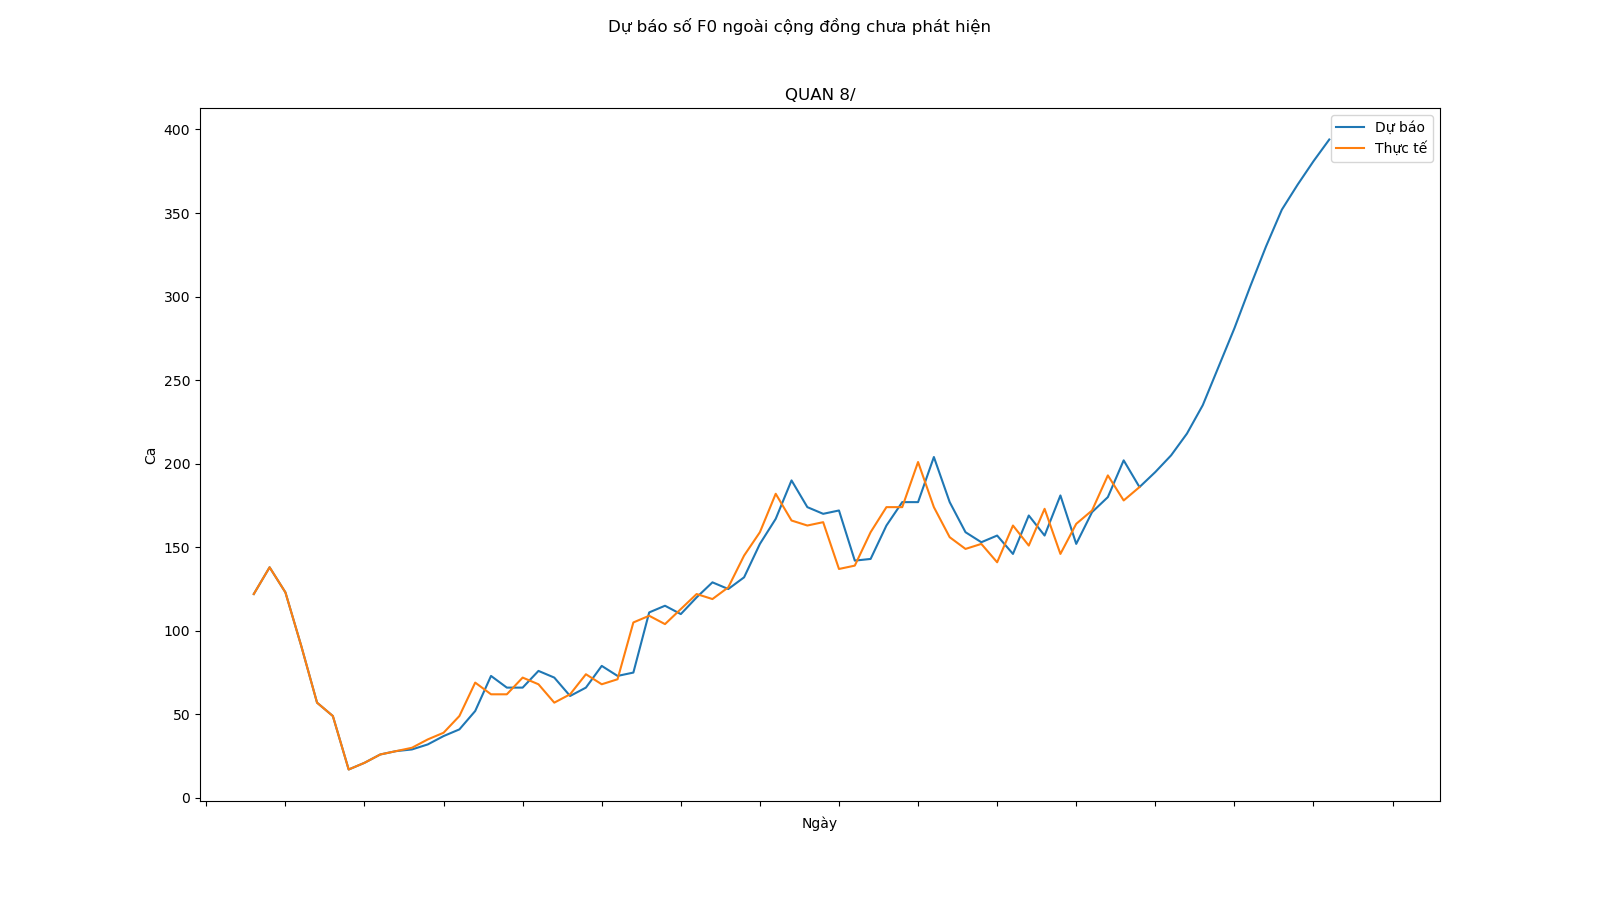 Dự báo số F0 ngoài cộng đồng chưa phát hiện
QUAN 8/
Dự báo
Thực tế
400
350
300
250
200
150
100
50
0
Ca
Ngày